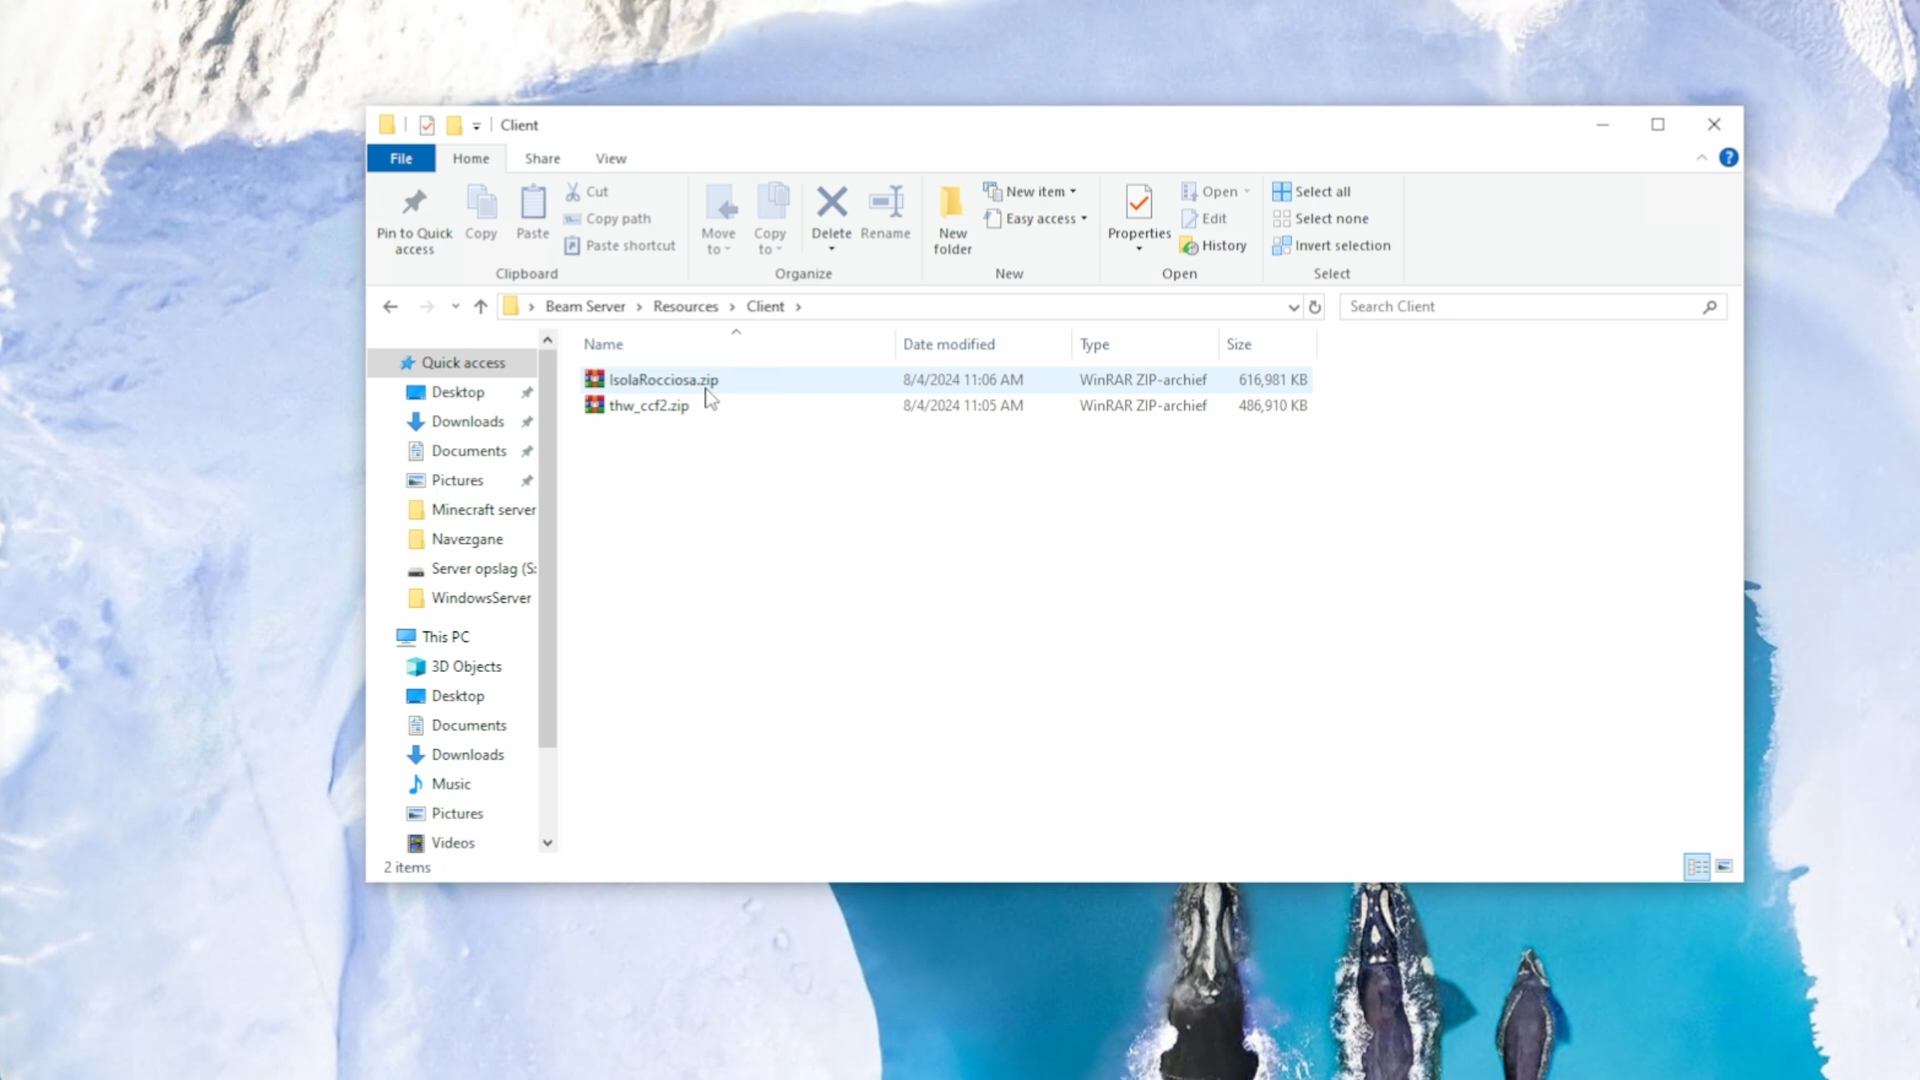 Client
File Home Share View
Pin to Quick access
Copy
Paste
Cut
Copy path
Paste shortcut
Clipboard
Move to
Copy to
Delete
Rename
Organize
New folder
New item
Easy access
New
Properties
Open
Edit
History
Open
Select all
Select none
Invert selection
Select
Beam Server > Resources > Client >
Search Client
Name Date modified Type Size
IsolaRocciosa.zip 8/4/2024 11:06 AM WinRAR ZIP-archief 616,981 KB
thw_ccf2.zip 8/4/2024 11:05 AM WinRAR ZIP-archief 486,910 KB
Quick access
Desktop
Downloads
Documents
Pictures
Minecraft server
Navezgane
Server opslag (S:
WindowsServer
This PC
3D Objects
Desktop
Documents
Downloads
Music
Pictures
Videos
2 items